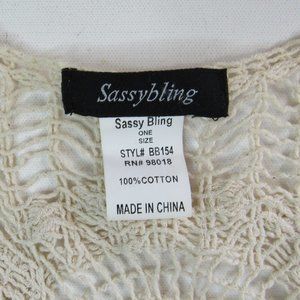 Sassybling
Sassy Bling
ONE
SIZE
STYL# BB154
RN# 98018
100%COTTON
MADE IN CHINA